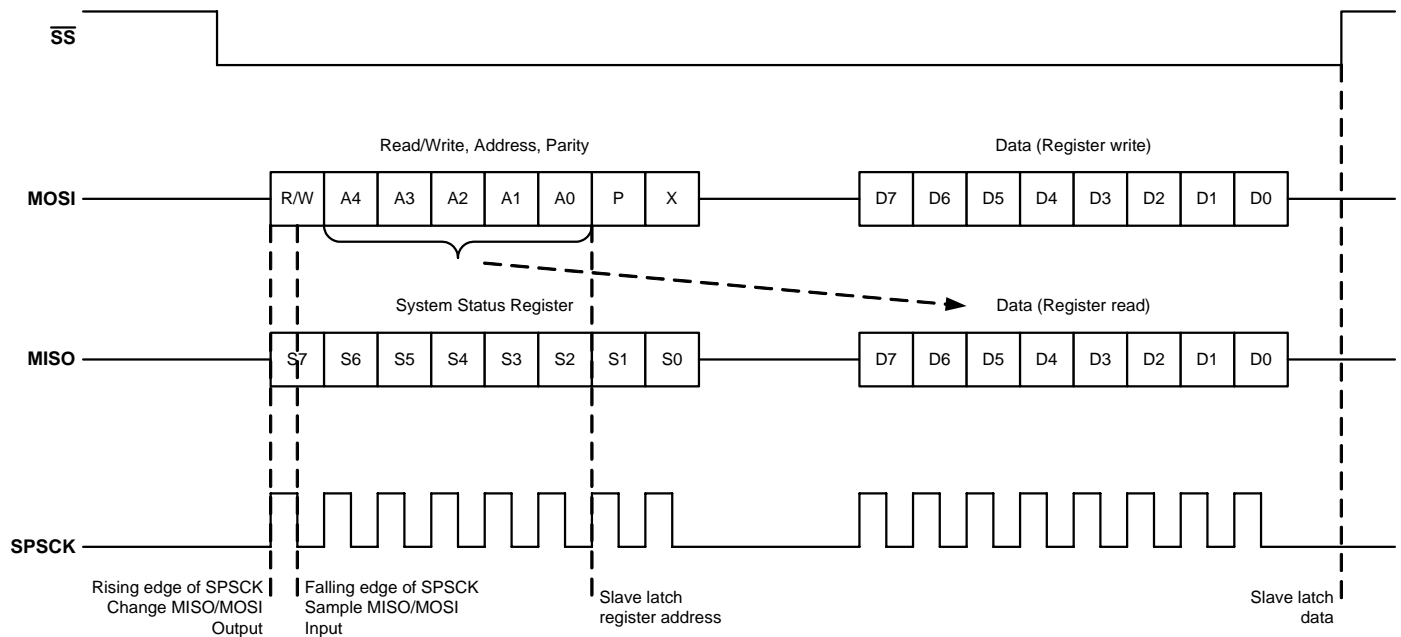 SS
Read/Write, Address, Parity
Data (Register write)
MOSI
R/W A4 A3 A2 A1 A0 P X
D7 D6 D5 D4 D3 D2 D1 D0
System Status Register
Data (Register read)
MISO
S7 S6 S5 S4 S3 S2 S1 S0
D7 D6 D5 D4 D3 D2 D1 D0
SPSCK
Rising edge of SPSCK
Change MISO/MOSI
Output
Falling edge of SPSCK
Sample MISO/MOSI
Input
Slave latch
register address
Slave latch
data